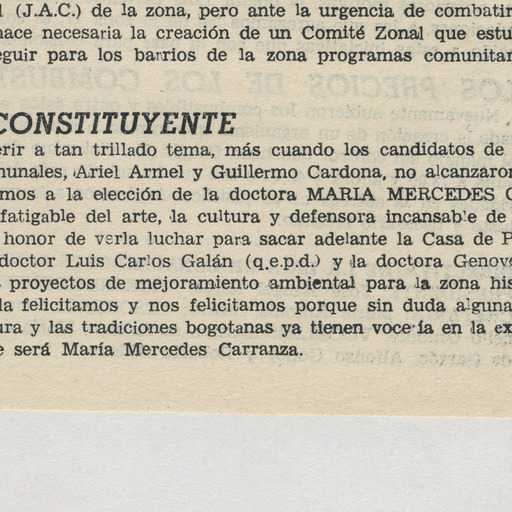 l (J.A.C.) de la zona, pero ante la urgencia de combatir
hace necesaria la creación de un Comité Zonal que estu
eguir para los barrios de la zona programas comunitar
CONSTITUYENTE
erir a tan trillado tema, más cuando los candidatos de
munales, Ariel Armel y Guillermo Cardona, no alcanzaron
mos a la elección de la doctora MARIA MERCEDES C
fatigable del arte, la cultura y defensora incansable de
honor de verla luchar para sacar adelante la Casa de P
doctor Luis Carlos Galán (q.e.p.d.) y la doctora Genove
proyectos de mejoramiento ambiental para la zona his
la felicitamos y nos felicitamos porque sin duda alguna
ura y las tradiciones bogotanas ya tienen vocería en la ex
e será María Mercedes Carranza.